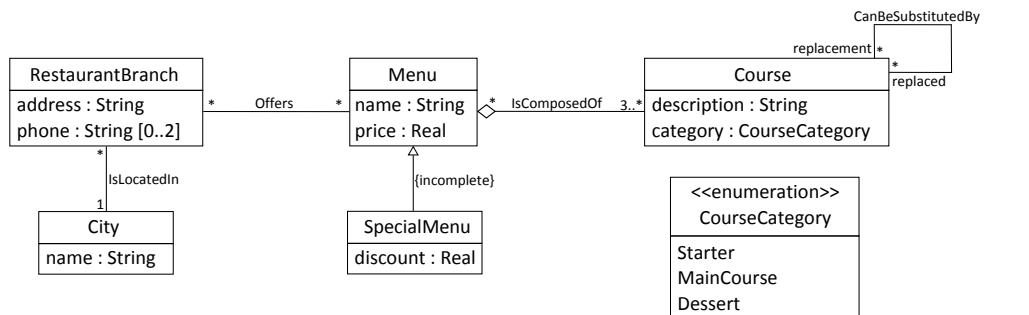 CanBeSubstitutedBy
replacement *
* replaced
RestaurantBranch
address : String
phone : String [0..2]
* Offers *
Menu
name : String
price : Real
* IsComposedOf 3..*
Course
description : String
category : CourseCategory
*
IsLocatedIn
1
{incomplete}
City
name : String
SpecialMenu
discount : Real
<<enumeration>>
CourseCategory
Starter
MainCourse
Dessert